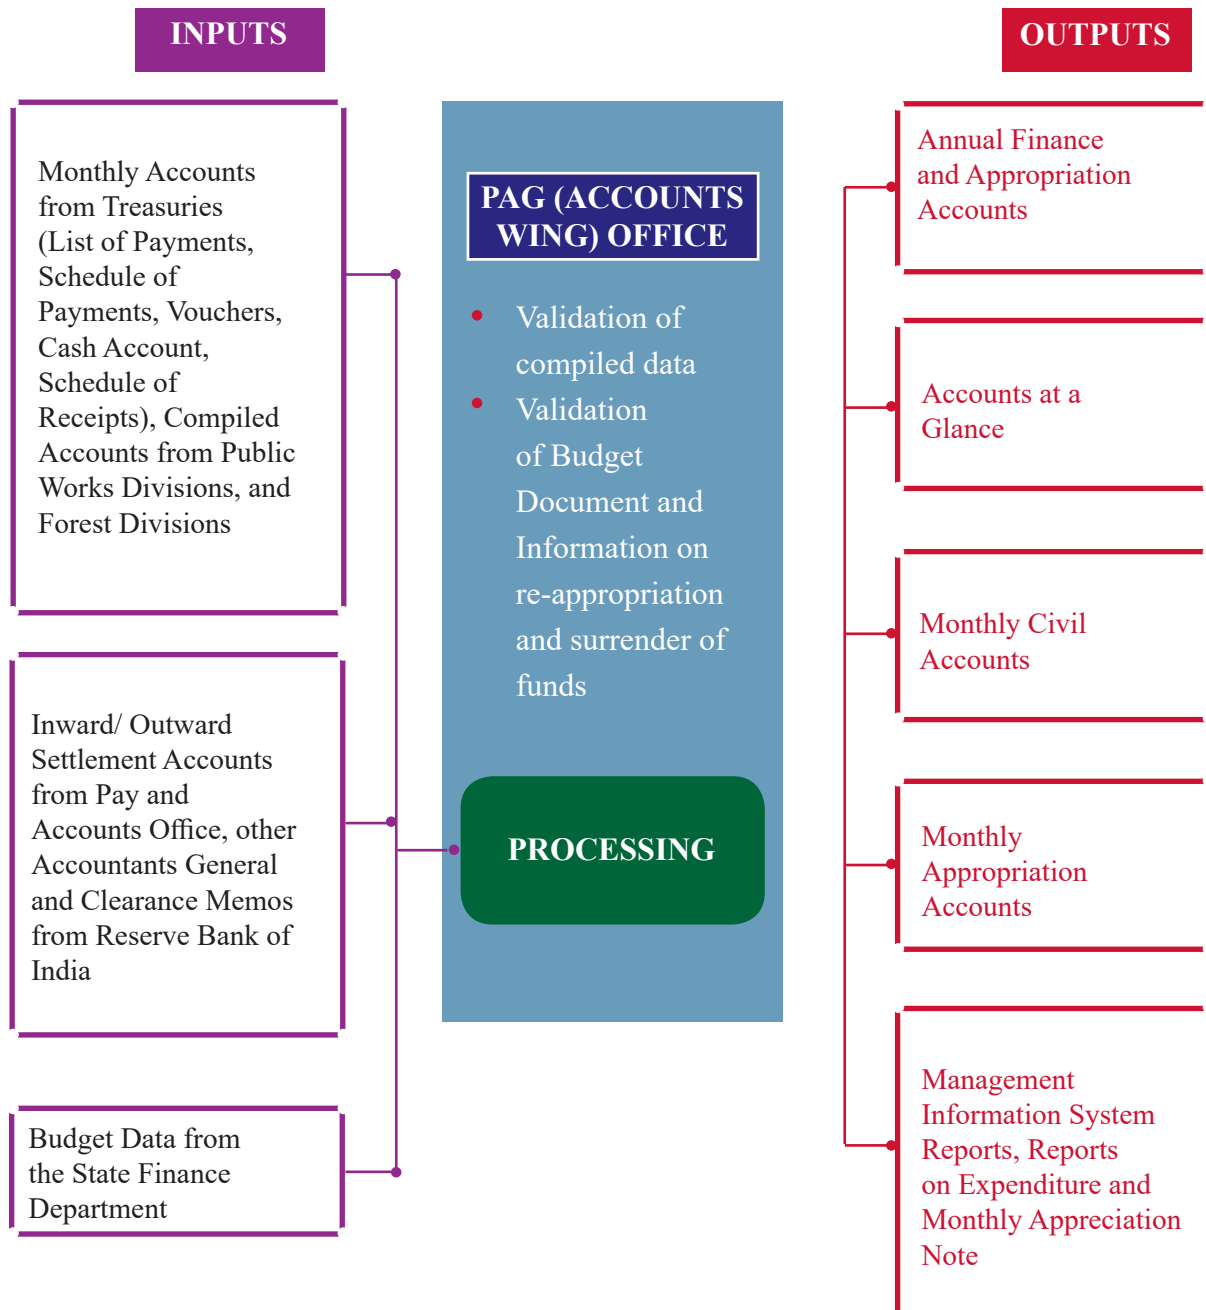 INPUTS
Monthly Accounts
from Treasuries
(List of Payments,
Schedule of
Payments, Vouchers,
Cash Account,
Schedule of
Receipts), Compiled
Accounts from Public
Works Divisions, and
Forest Divisions
Inward/ Outward
Settlement Accounts
from Pay and
Accounts Office, other
Accountants General
and Clearance Memos
from Reserve Bank of
India
Budget Data from
the State Finance
Department
PAG (ACCOUNTS
WING) OFFICE
• Validation of
compiled data
• Validation
of Budget
Document and
Information on
re-appropriation
and surrender of
funds
PROCESSING
OUTPUTS
Annual Finance
and Appropriation
Accounts
Accounts at a
Glance
Monthly Civil
Accounts
Monthly
Appropriation
Accounts
Management
Information System
Reports, Reports
on Expenditure and
Monthly Appreciation
Note